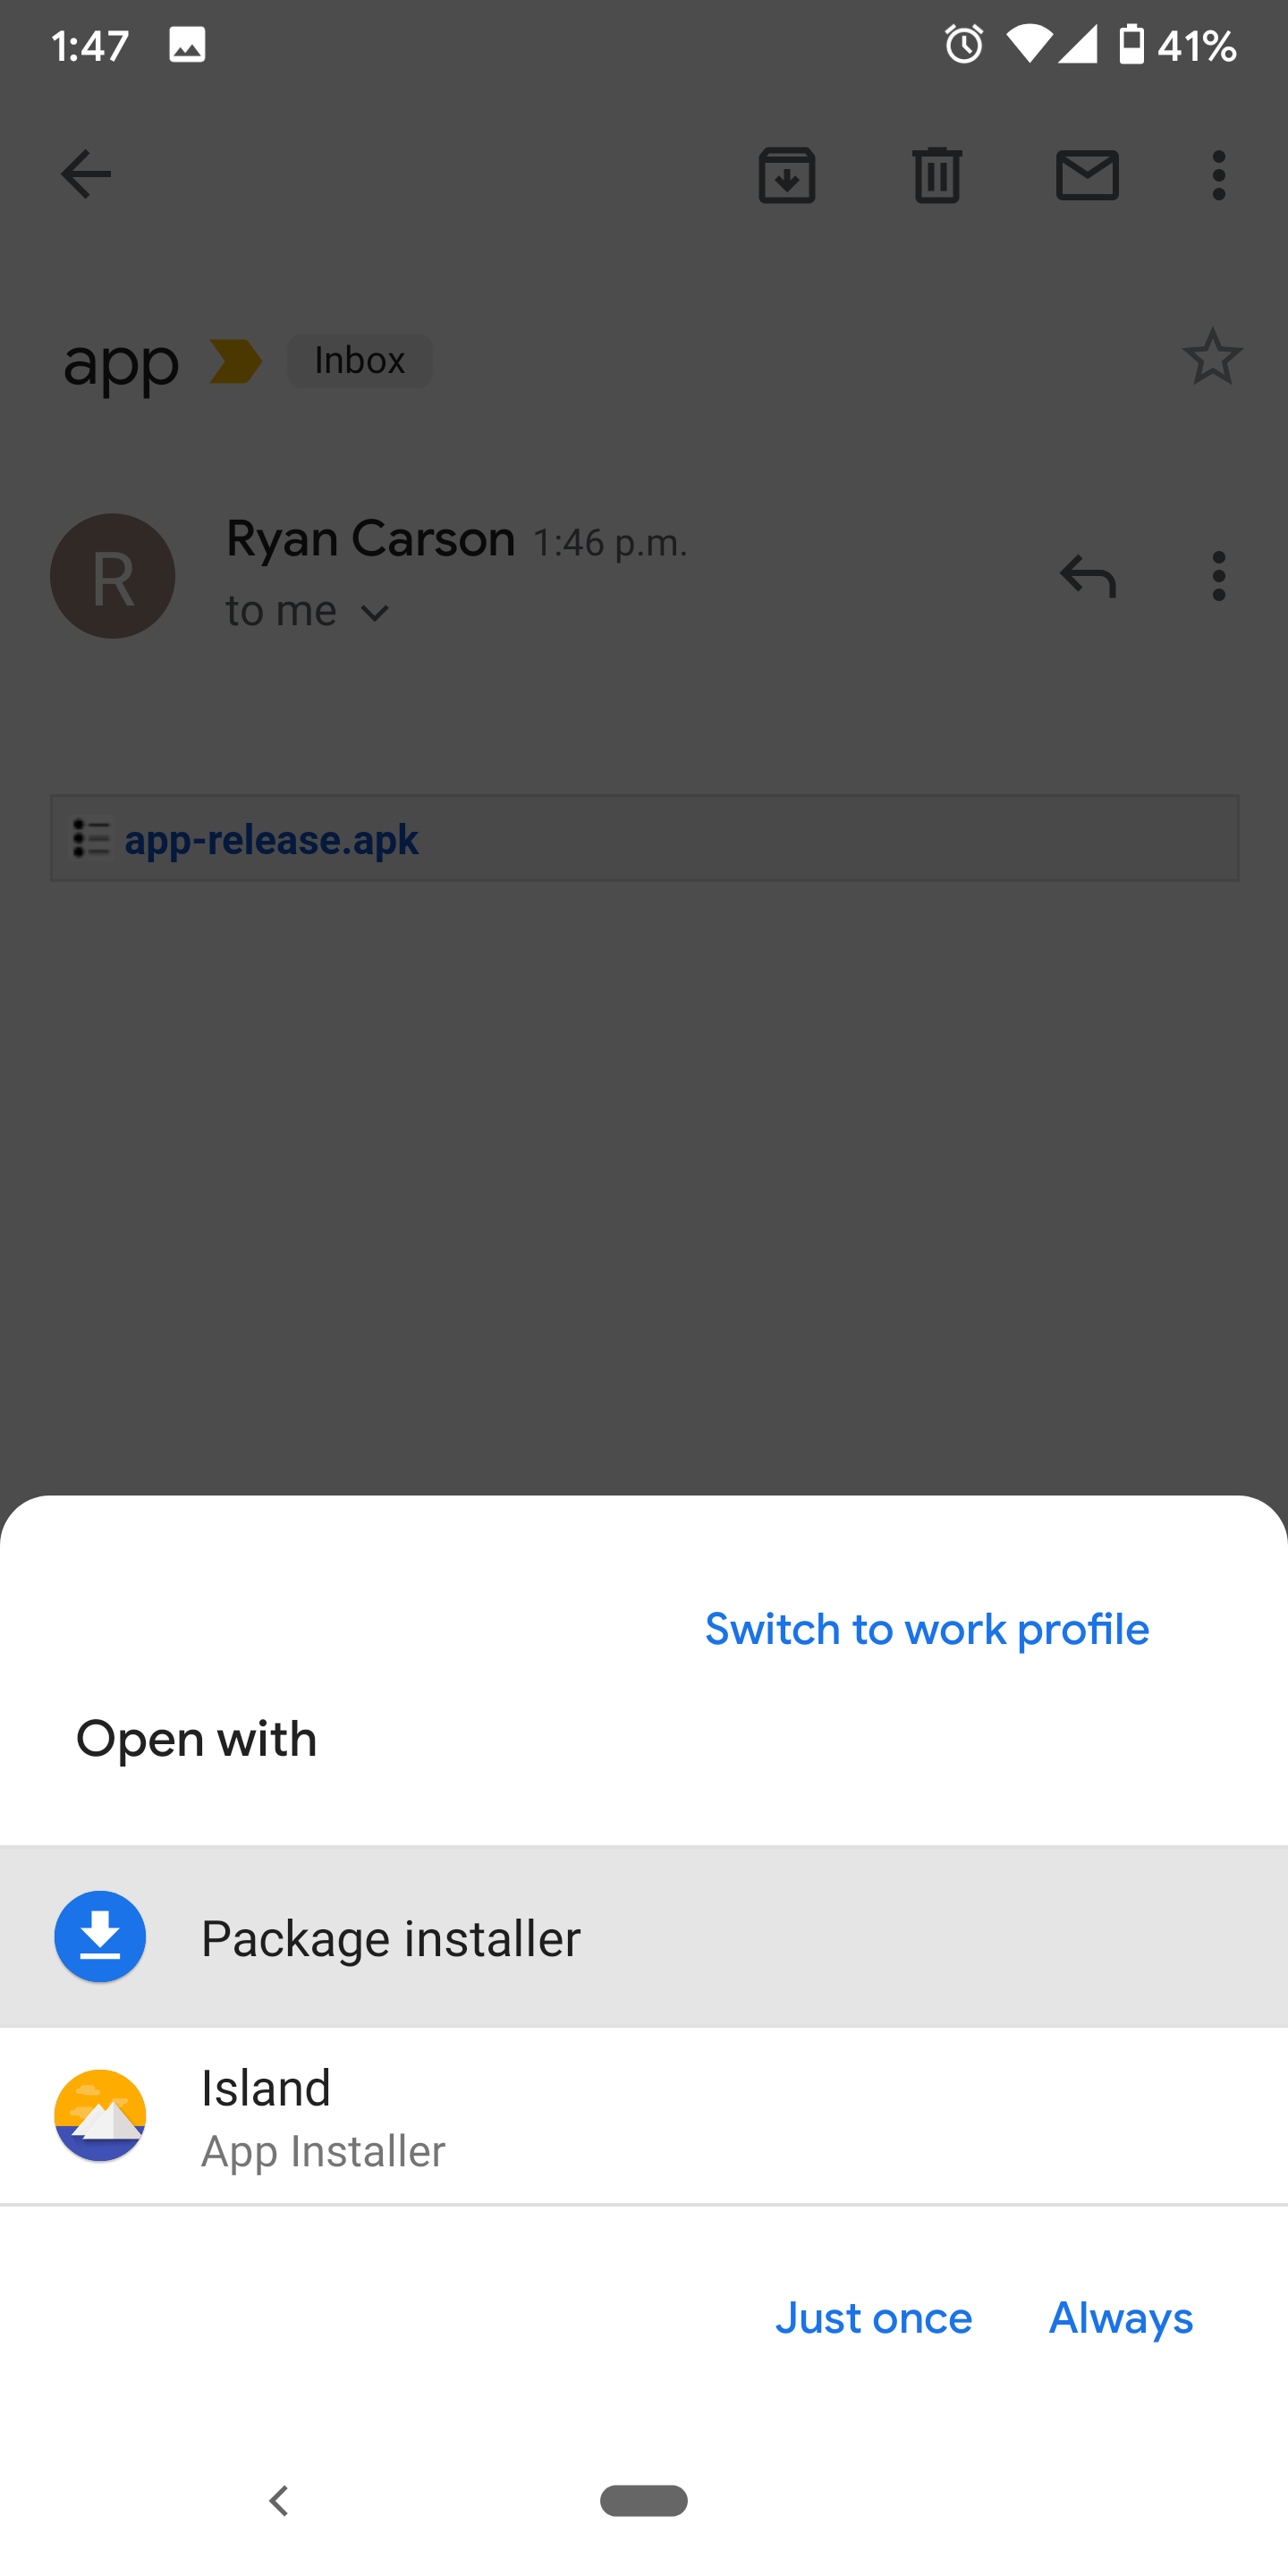 1:47
41%
app
Inbox
R
Ryan Carson 1:46 p.m.
to me
app-release.apk
Switch to work profile
Open with
Package installer
Island
App Installer
Just once
Always